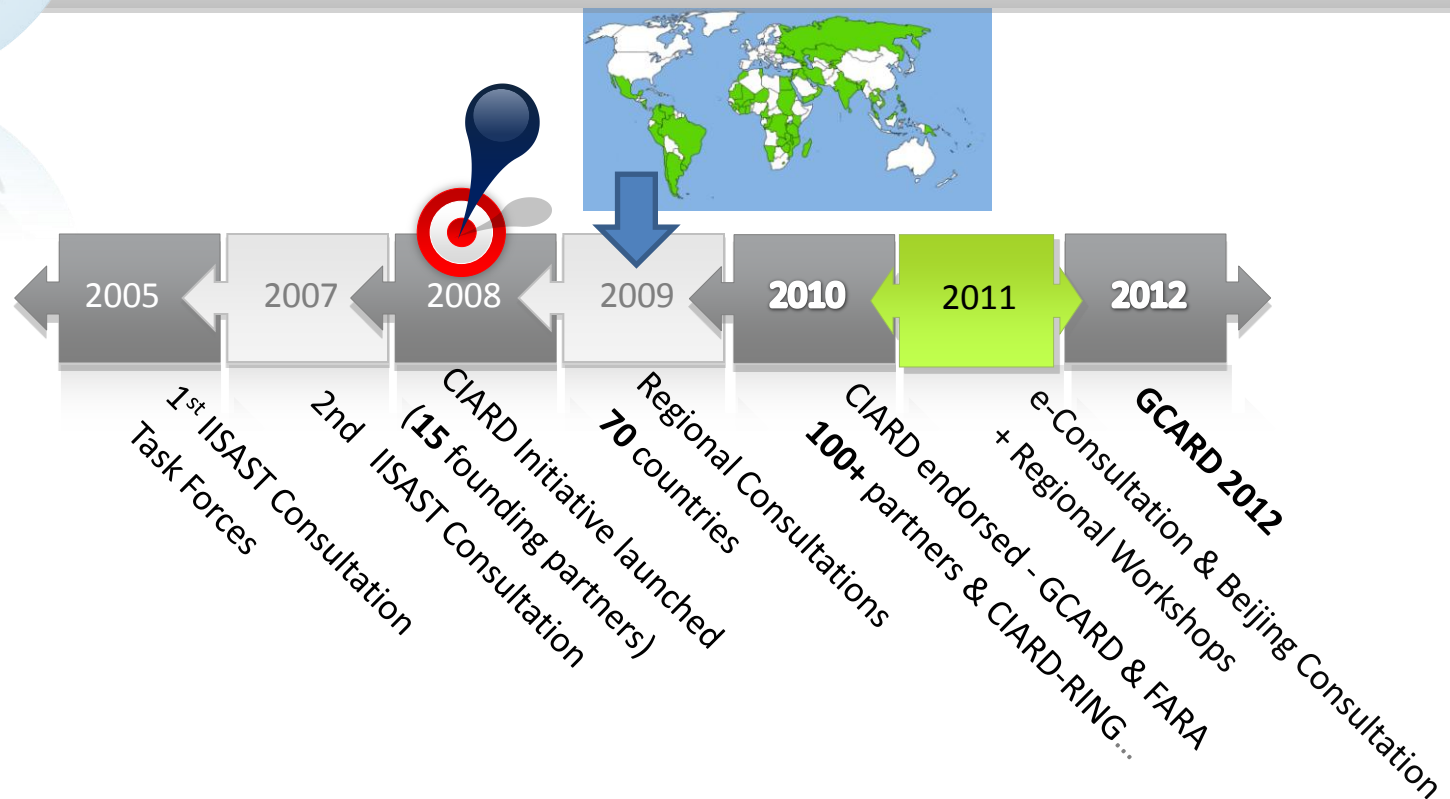 2005
2007
2008
2009
2010
2011
2012
1st IISAST Consultation
Task Forces
2nd IISAST Consultation
CIARD Initiative launched
(15 founding partners)
Regional Consultations
70 countries
CIARD endorsed - GCARD & FARA
100+ partners & CIARD-RING...
e-Consultation & Beijing Consultation
+ Regional Workshops
GCARD 2012